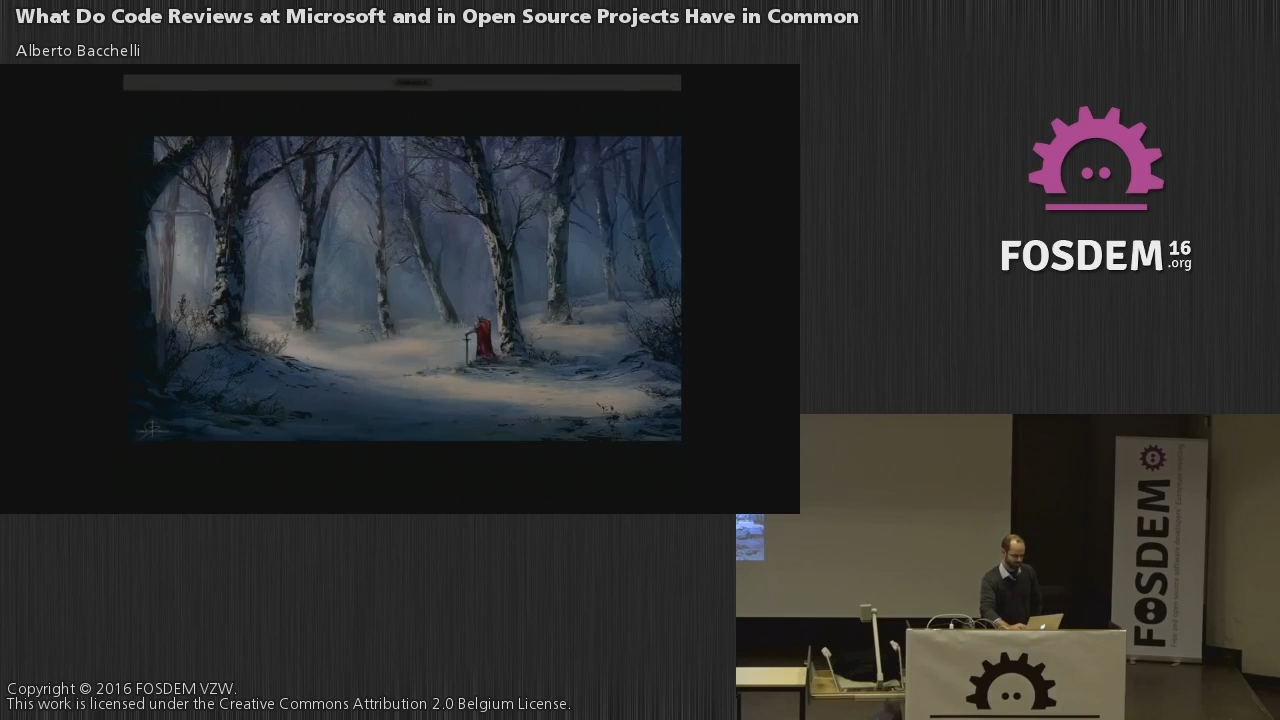 What Do Code Reviews at Microsoft and in Open Source Projects Have in Common
Alberto Bacchelli
FOSDEM 16
.org
FOSDEM
Copyright © 2016 FOSDEM VZW.
This work is licensed under the Creative Commons Attribution 2.0 Belgium License.